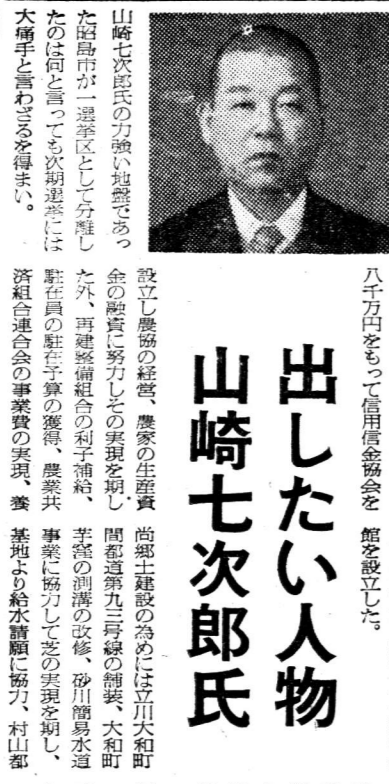 山崎七次郎氏の力強い地盤であっ
た昭島市が一選挙区として分離し
たのは何と言っても次期選挙には
大痛手と言わざるを得まい。
出したい人物
山崎七次郎氏
八千万円をもって信用信金協会を
設立し農協の経営、農家の生産資
金の融資に努力しその実現を期し
た外、再建整備組合の利子補給、
駐在員の駐在予算の獲得、農業共
済組合連合会の事業費の実現、養
館を設立した。
尚郷土建設の為めには立川大和町
間都道第九三号線の舗装、大和町
芋窪の測溝の改修、砂川簡易水道
事業に協力して芝の実現を期し、
基地より給水請願に協力、村山都